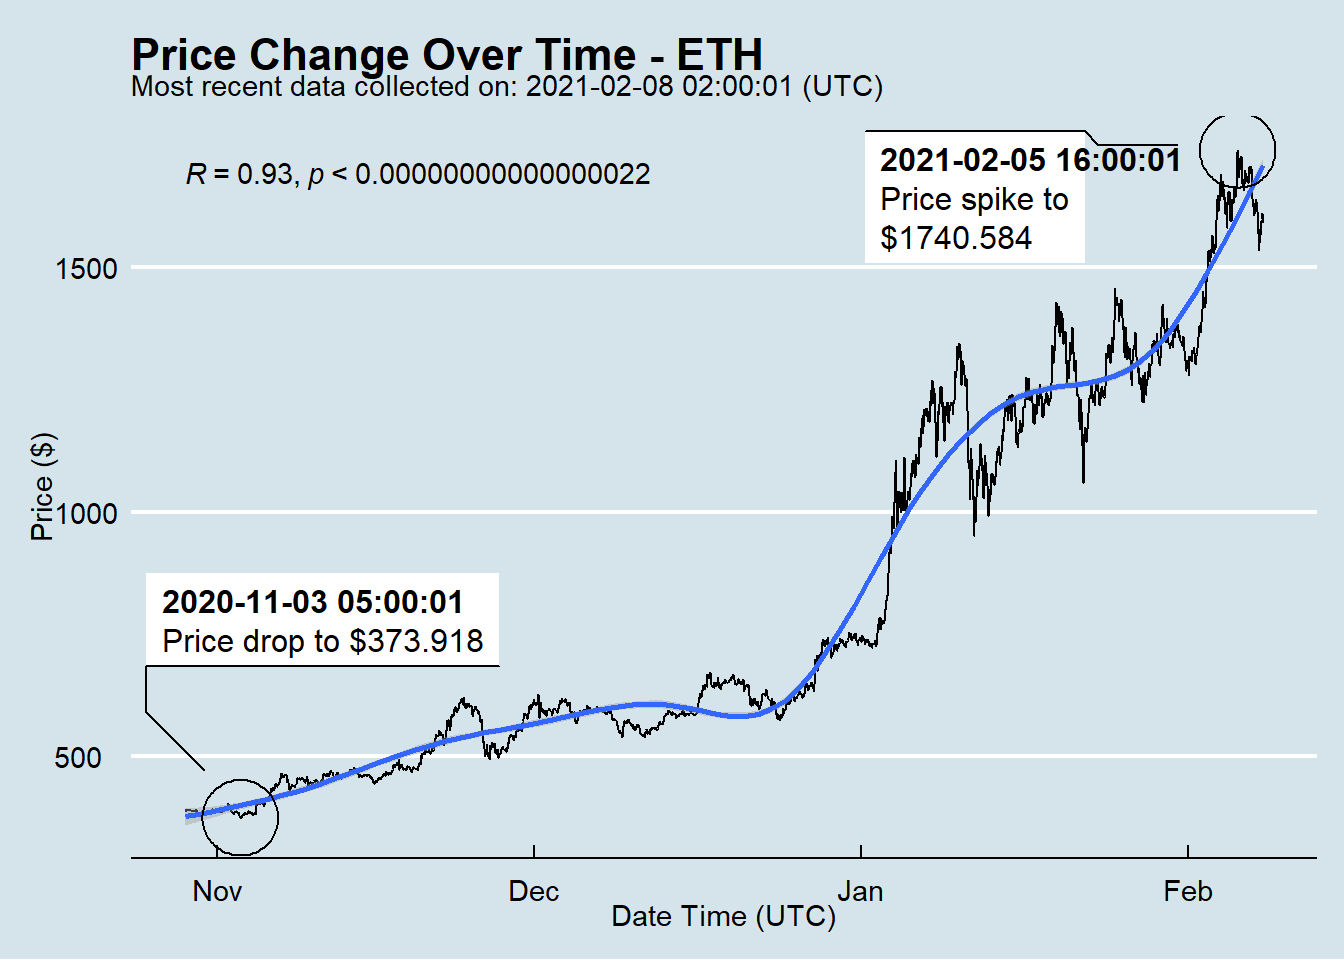 Price Change Over Time - ETH
Most recent data collected on: 2021-02-08 02:00:01 (UTC)
R = 0.93, p < 0.00000000000000022
2021-02-05 16:00:01
Price spike to
$1740.584
1500
1000
500
Price ($)
2020-11-03 05:00:01
Price drop to $373.918
Nov
Dec
Jan
Feb
Date Time (UTC)